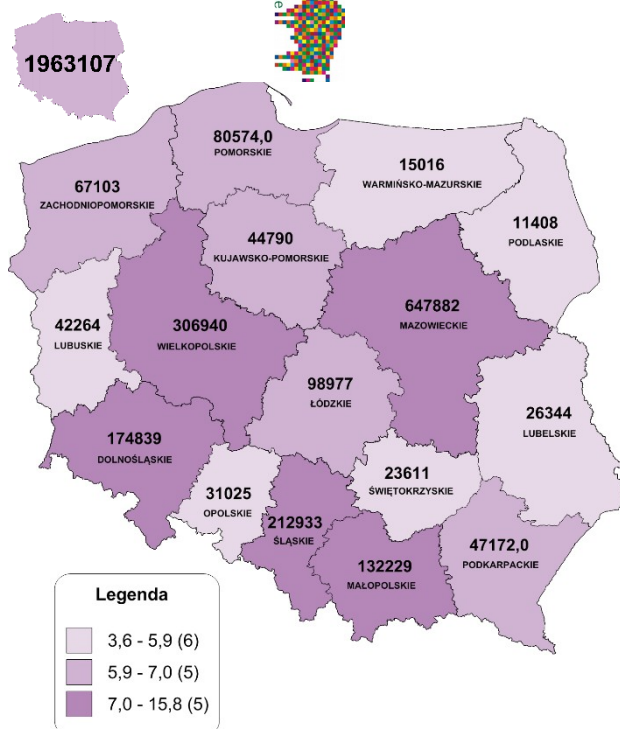 1963107
e
80574,0
POMORSKIE
15016
WARMIŃSKO-MAZURSKIE
67103
ZACHODNIOPOMORSKIE
11408
PODLASKIE
44790
KUJAWSKO-POMORSKIE
647882
MAZOWIECKIE
42264
LUBUSKIE
306940
WIELKOPOLSKIE
98977
ŁÓDZKIE
26344
LUBELSKIE
174839
DOLNOŚLĄSKIE
23611
ŚWIĘTOKRZYSKIE
31025
OPOLSKIE
212933
ŚLĄSKIE
47172,0
PODKARPACKIE
132229
MAŁOPOLSKIE
Legenda
3,6 - 5,9 (6)
5,9 - 7,0 (5)
7,0 - 15,8 (5)